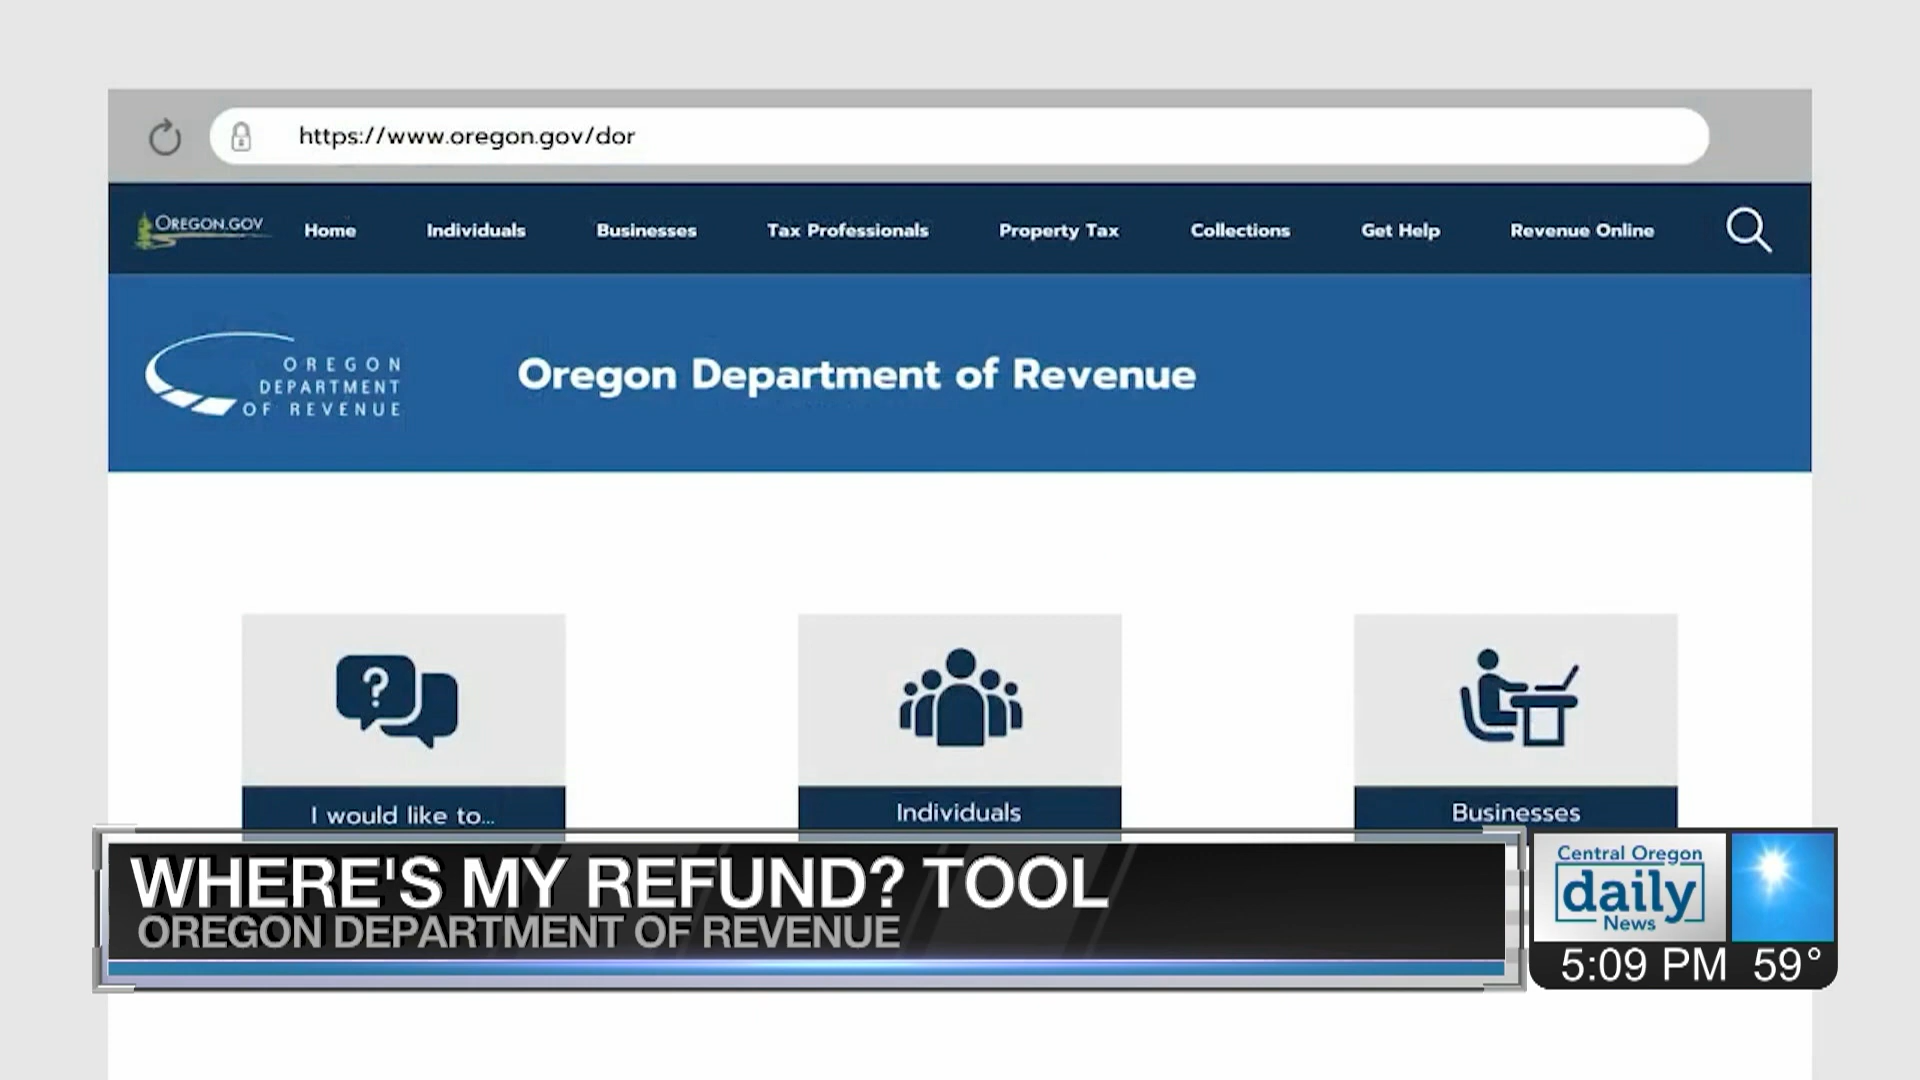 https://www.oregon.gov/dor
OREGON.GOV Home Individuals Businesses Tax Professionals Property Tax Collections Get Help Revenue Online
OREGON
DEPARTMENT
OF REVENUE
Oregon Department of Revenue
?
I would like to...
Individuals
Businesses
WHERE'S MY REFUND? TOOL
OREGON DEPARTMENT OF REVENUE
Central Oregon
daily
News
5:09 PM 59°